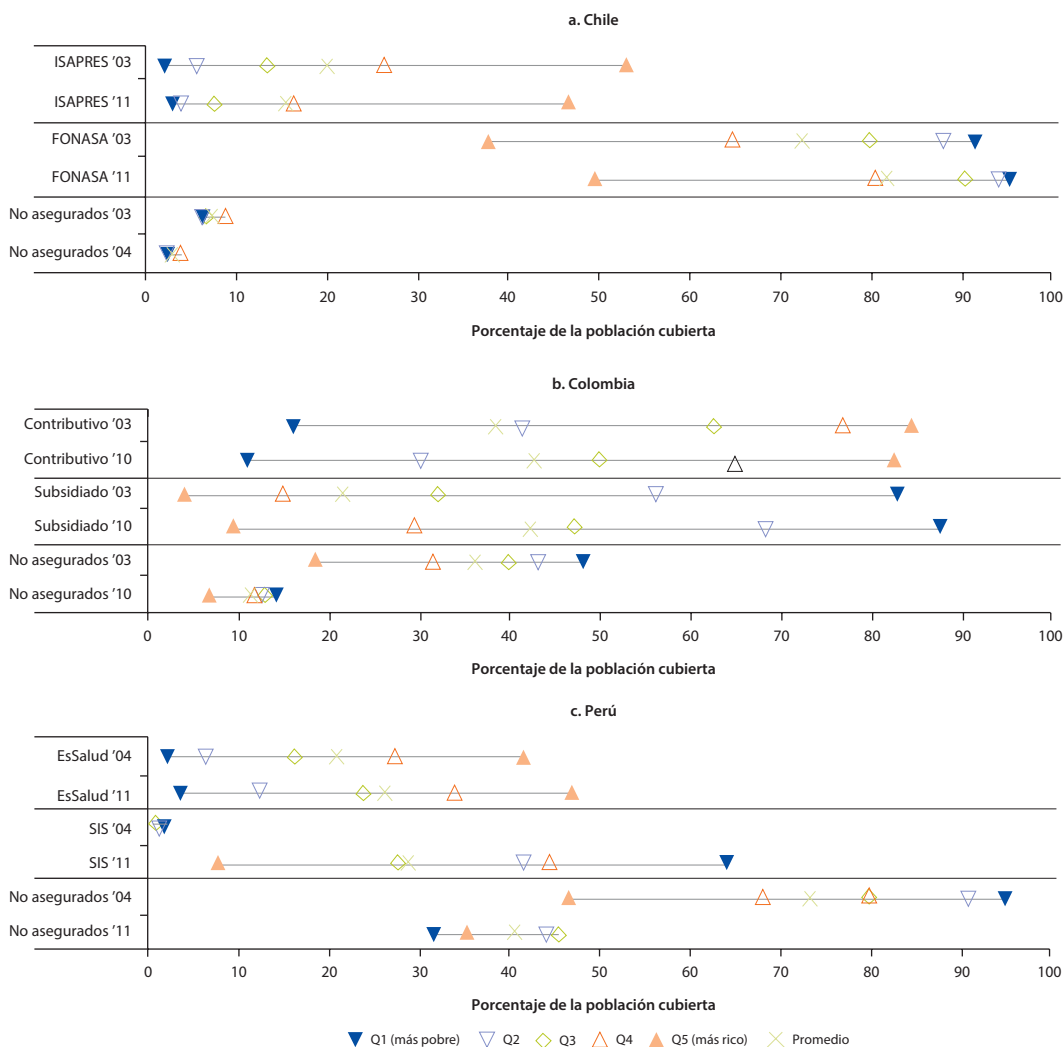 a. Chile
ISAPRES ’03
ISAPRES ’11
FONASA ’03
FONASA ’11
No asegurados ’03
No asegurados ’04
0 10 20 30 40 50 60 70 80 90 100
Porcentaje de la población cubierta
b. Colombia
Contributivo ’03
Contributivo ’10
Subsidiado ’03
Subsidiado ’10
No asegurados ’03
No asegurados ’10
0 10 20 30 40 50 60 70 80 90 100
Porcentaje de la población cubierta
c. Perú
EsSalud ’04
EsSalud ’11
SIS ’04
SIS ’11
No asegurados ’04
No asegurados ’11
0 10 20 30 40 50 60 70 80 90 100
Porcentaje de la población cubierta
Q1 (más pobre) Q2 Q3 Q4 Q5 (más rico) Promedio